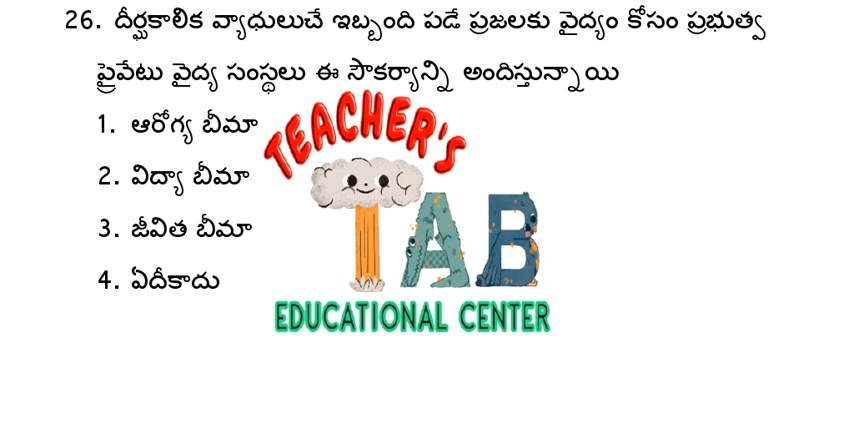 26. దీర్ఘకాలిక వ్యాధులుచే ఇబ్బంది పడే ప్రజలకు వైద్యం కోసం ప్రభుత్వ
ప్రైవేటు వైద్య సంస్థలు ఈ సౌకర్యాన్ని అందిస్తున్నాయి
1. ఆరోగ్య బీమా
2. విద్యా బీమా
3. జీవిత బీమా
4. ఏదీకాదు
TEACHER'S
TAB
EDUCATIONAL CENTER